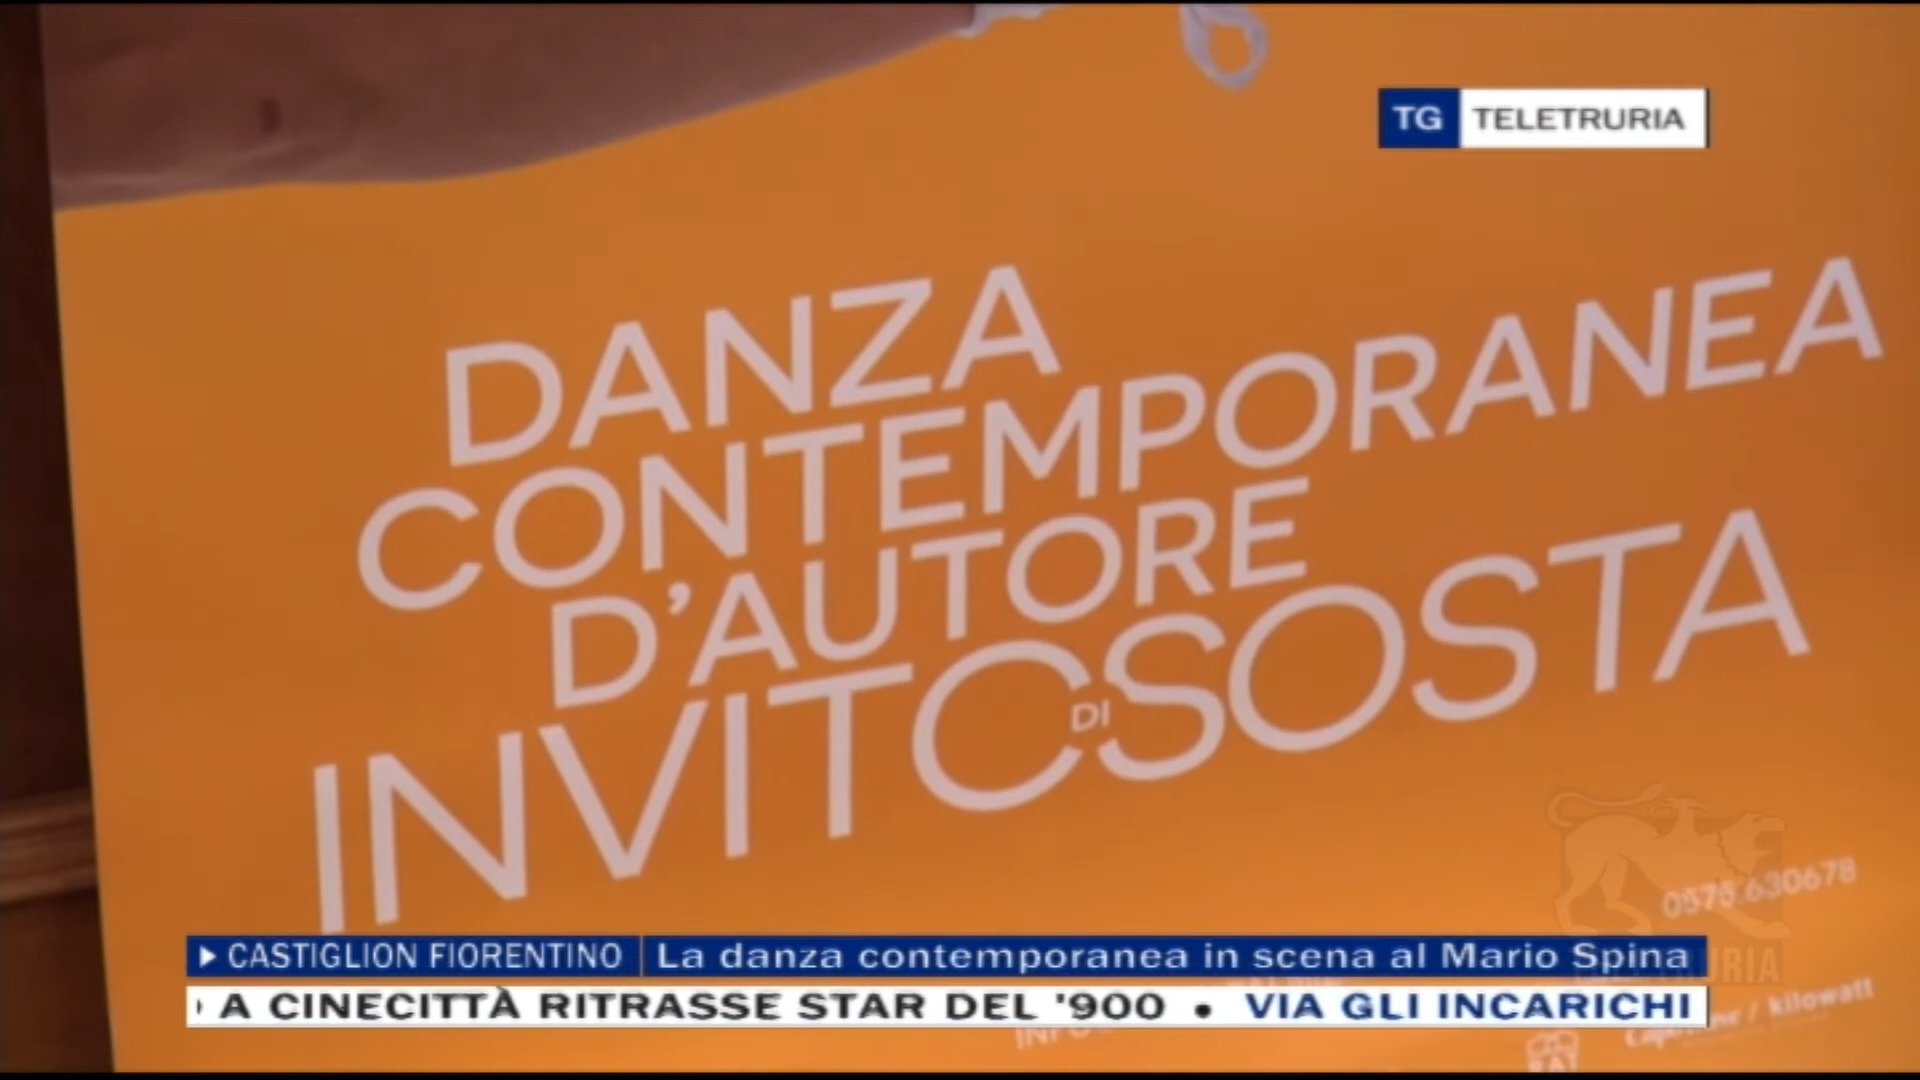 TG TELETRURIA
DANZA
CONTEMPORANEA
D'AUTORE
INVITO DI SOSTA
0575.630678
CASTIGLION FIORENTINO La danza contemporanea in scena al Mario Spina
A CINECITTÀ RITRASSE STAR DEL '900 • VIA GLI INCARICHI
/ kilowatt